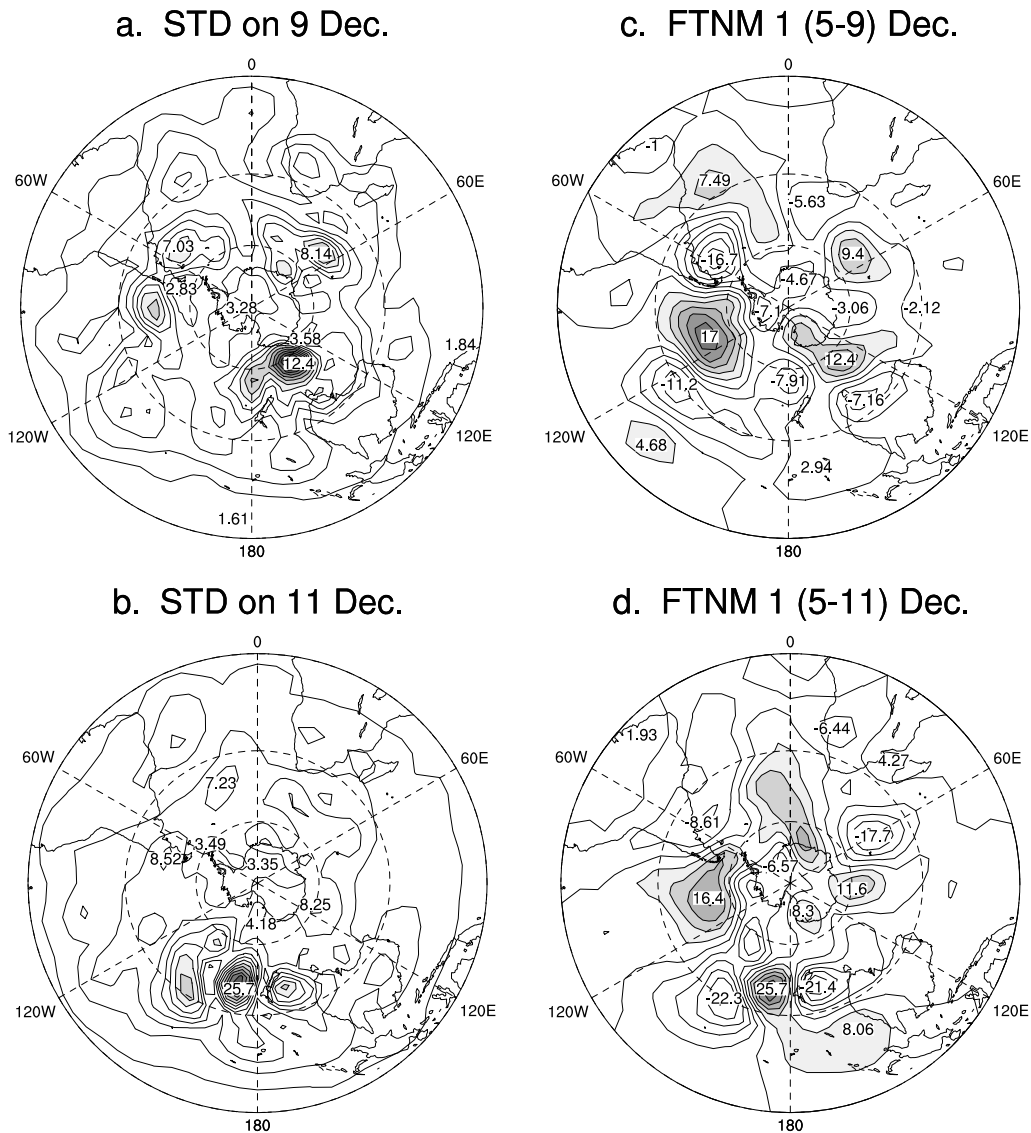 a. STD on 9 Dec.
0
60W
60E
7.03
8.14
2.83
3.28
3.58
12.4
1.84
120W
120E
1.61
180
c. FTNM 1 (5-9) Dec.
0
-1
60W
60E
7.49
-5.63
-16.7
9.4
-4.67
-7.1
-3.06
-2.12
17
12.4
-11.2
-7.91
-7.16
4.68
2.94
120W
120E
180
b. STD on 11 Dec.
0
60W
60E
7.23
3.49
8.52
3.35
8.25
4.18
25.7
120W
120E
180
d. FTNM 1 (5-11) Dec.
0
1.93
-6.44
60W
60E
4.27
-8.61
-17.7
-6.57
16.4
11.6
8.3
-22.3
25.7
-21.4
8.06
120W
120E
180